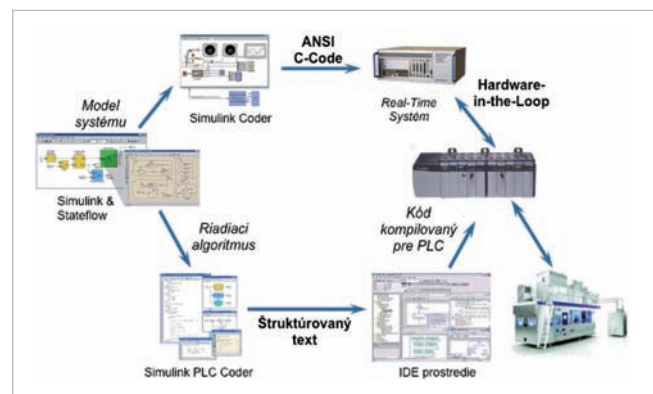 ANSI
C-Code
Model
systému
Simulink Coder
Real-Time
Systém
Hardware-
in-the-Loop
Simulink &
Stateflow
Riadiaci
algoritmus
Kód
kompilovaný
pre PLC
Štruktúrovaný
text
Simulink PLC Coder
IDE prostredie